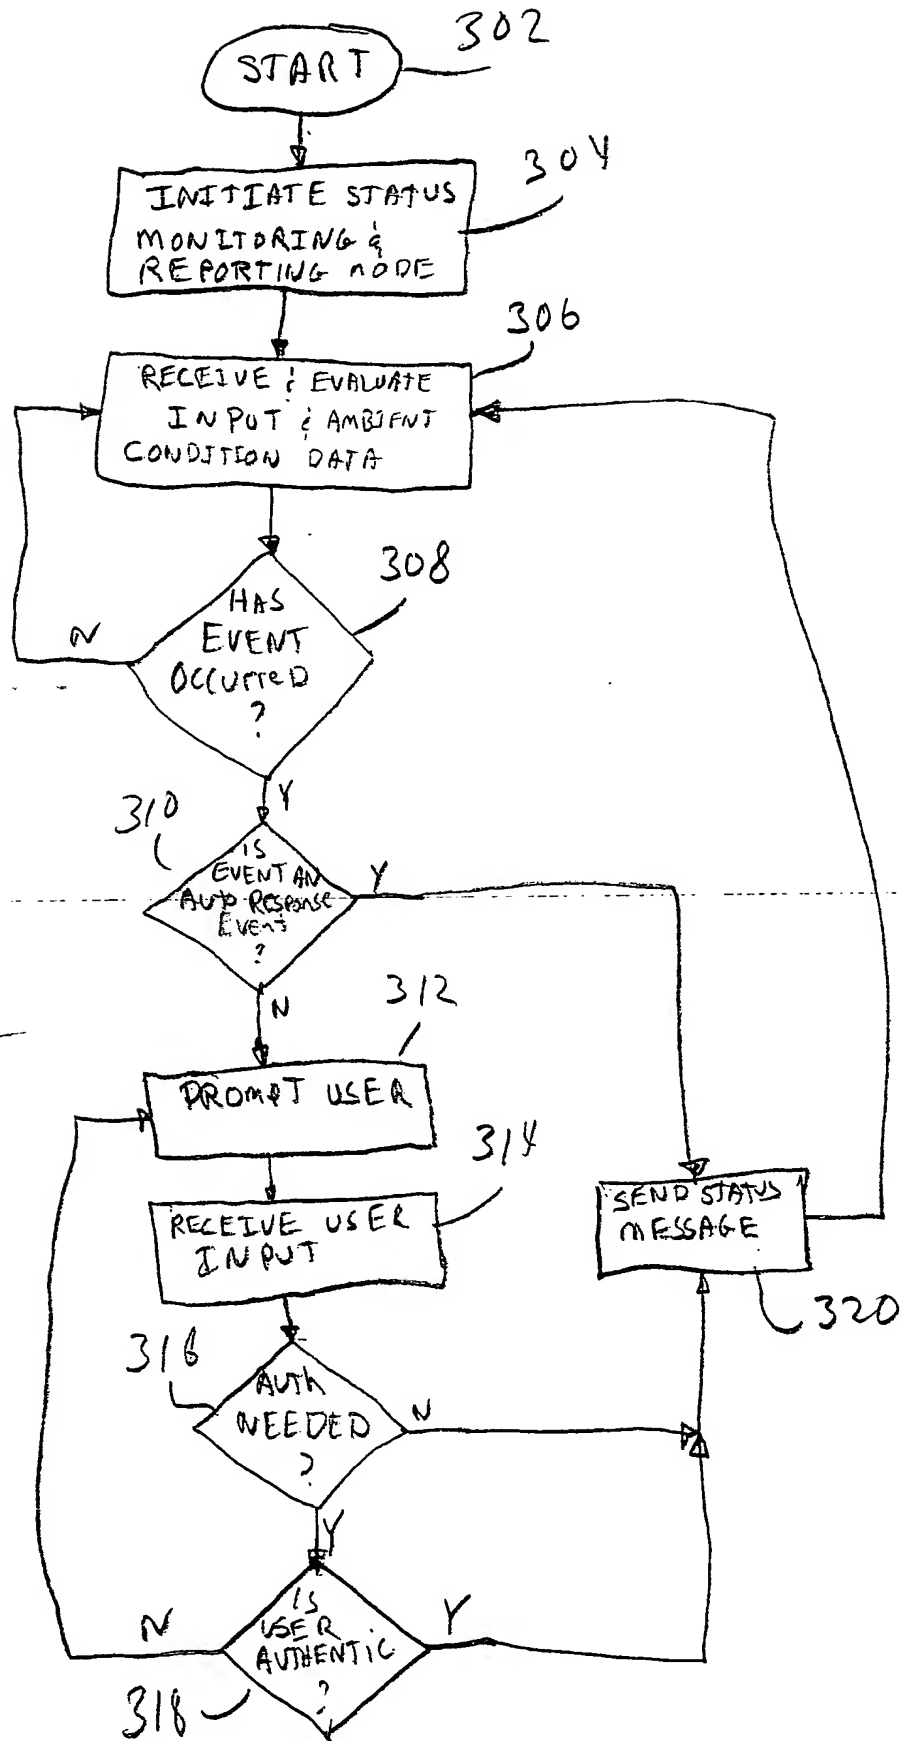 302
START
304
INITIATE STATUS
MONITORING &
REPORTING MODE
306
RECEIVE & EVALUATE
INPUT & AMBIENT
CONDITION DATA
308
HAS
EVENT
OCCURRED
?
N
Y
310
IS
EVENT AN
AUTO RESPONSE
EVENT
?
Y
N
312
PROMPT USER
314
RECEIVE USER
INPUT
SEND STATUS
MESSAGE
320
316
AUTH
NEEDED
?
N
Y
IS
USER
AUTHENTIC
?
N
Y
318